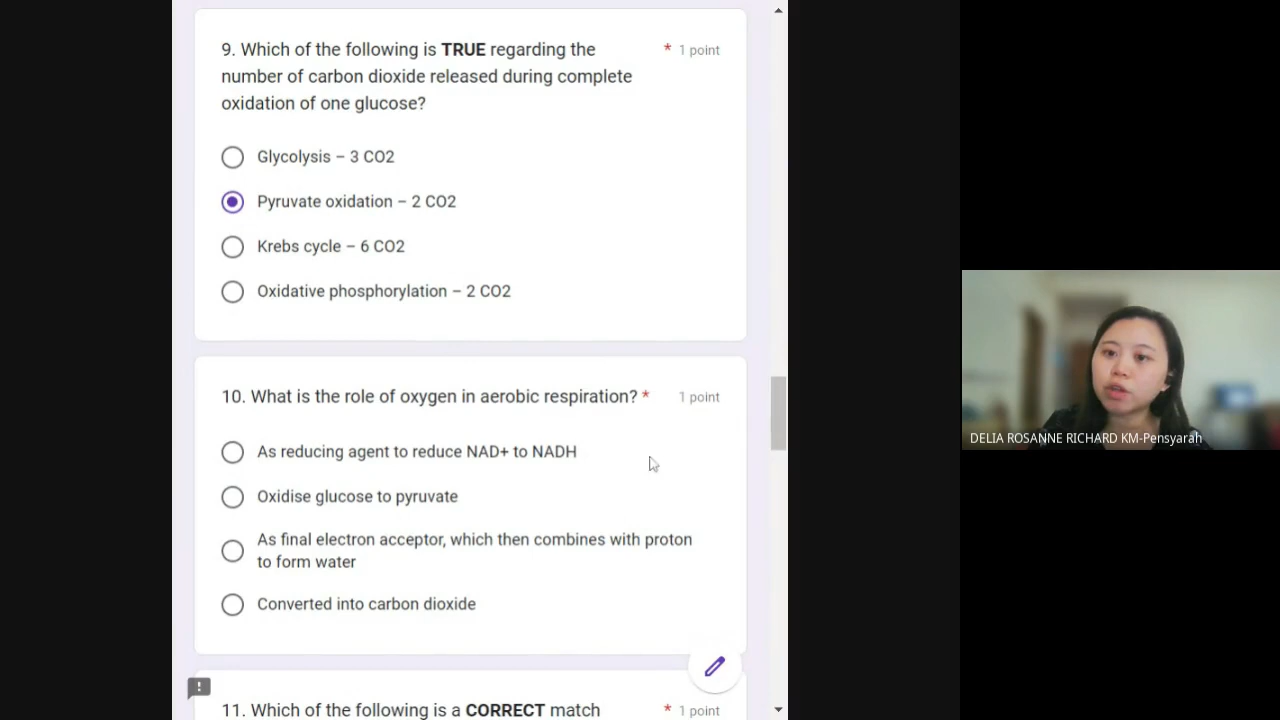 9. Which of the following is TRUE regarding the
* 1 point
number of carbon dioxide released during complete
oxidation of one glucose?
Glycolysis – 3 CO2
Pyruvate oxidation – 2 CO2
Krebs cycle – 6 CO2
Oxidative phosphorylation – 2 CO2
10. What is the role of oxygen in aerobic respiration? *
1 point
As reducing agent to reduce NAD+ to NADH
Oxidise glucose to pyruvate
As final electron acceptor, which then combines with proton
to form water
Converted into carbon dioxide
!
11. Which of the following is a CORRECT match
* 1 point
DELIA ROSANNE RICHARD KM-Pensyarah